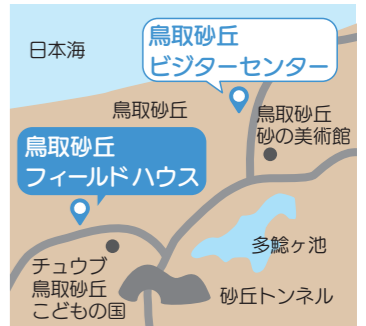 日本海
鳥取砂丘
ビジターセンター
鳥取砂丘
鳥取砂丘
砂の美術館
鳥取砂丘
フィールドハウス
多鯰ヶ池
チュウブ
鳥取砂丘
こどもの国
砂丘トンネル